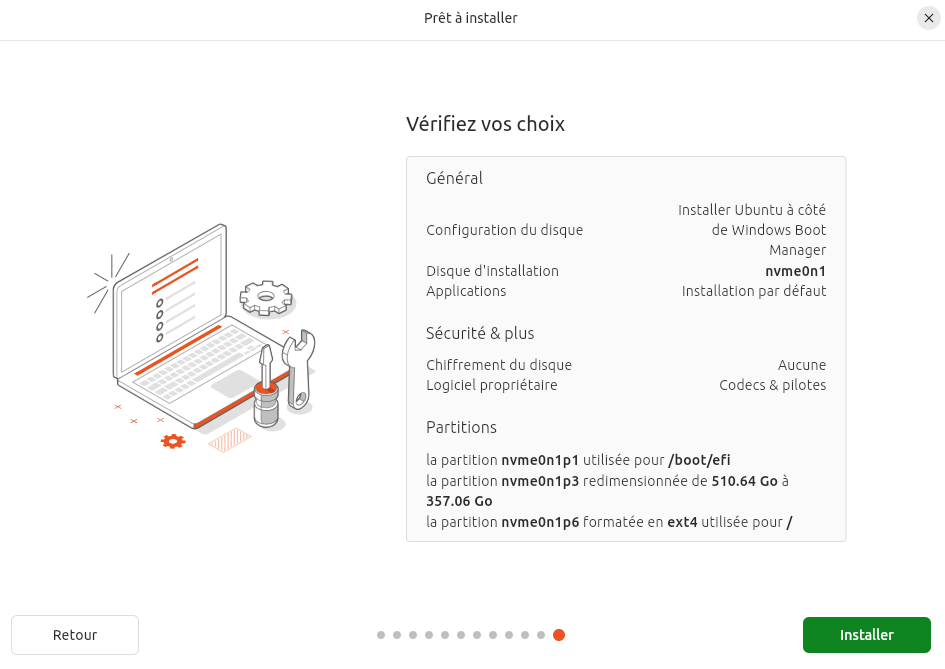 Prêt à installer
Vérifiez vos choix
Général
Configuration du disque
Installer Ubuntu à côté
de Windows Boot
Manager
Disque d'installation
nvme0n1
Applications
Installation par défaut
Sécurité & plus
Chiffrement du disque
Aucune
Logiciel propriétaire
Codecs & pilotes
Partitions
la partition nvme0n1p1 utilisée pour /boot/efi
la partition nvme0n1p3 redimensionnée de 510.64 Go à
357.06 Go
la partition nvme0n1p6 formatée en ext4 utilisée pour /
Retour
Installer